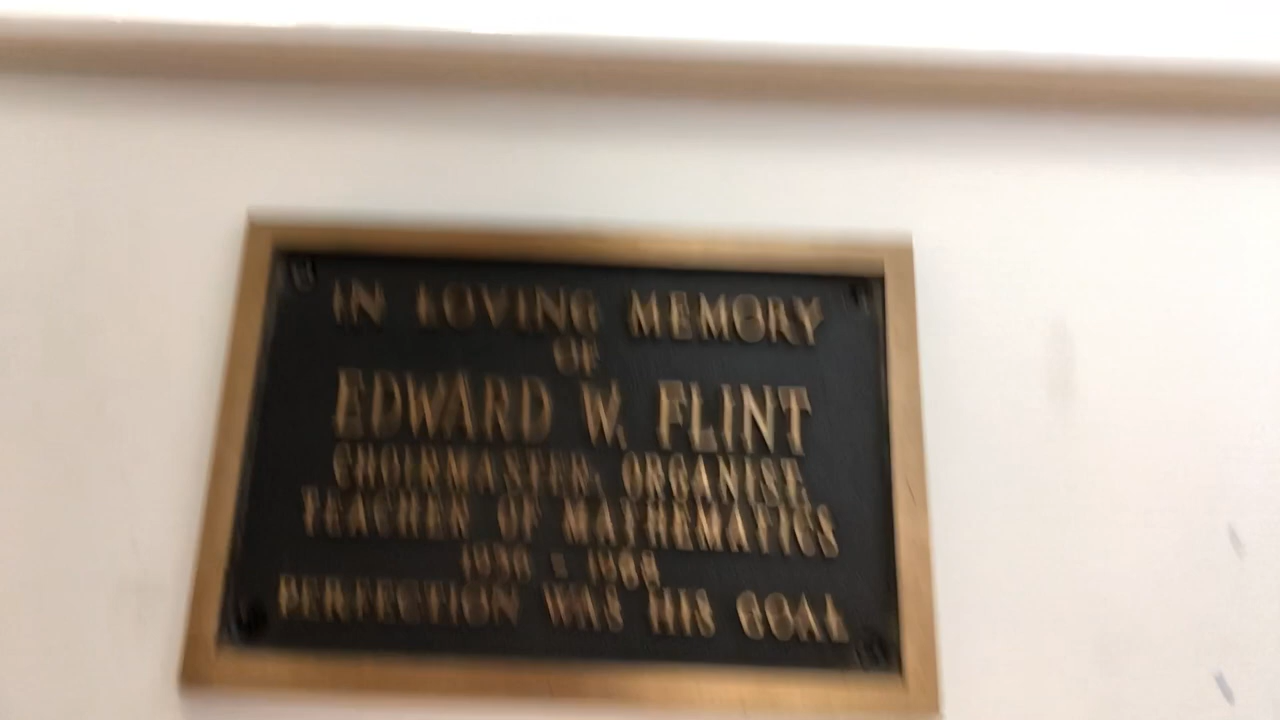 IN LOVING MEMORY
OF
EDWARD W. FLINT
CHOIRMASTER, ORGANIST,
TEACHER OF MATHEMATICS
PERFECTION WAS HIS GOAL